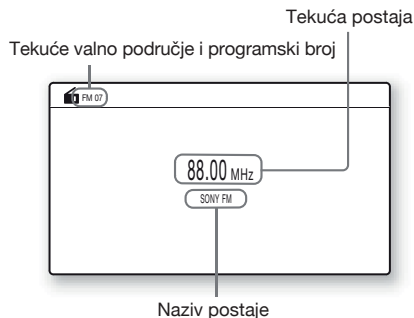 Tekuća postaja
Tekuće valno područje i programski broj
FM 07
88.00 MHz
SONY FM
Naziv postaje